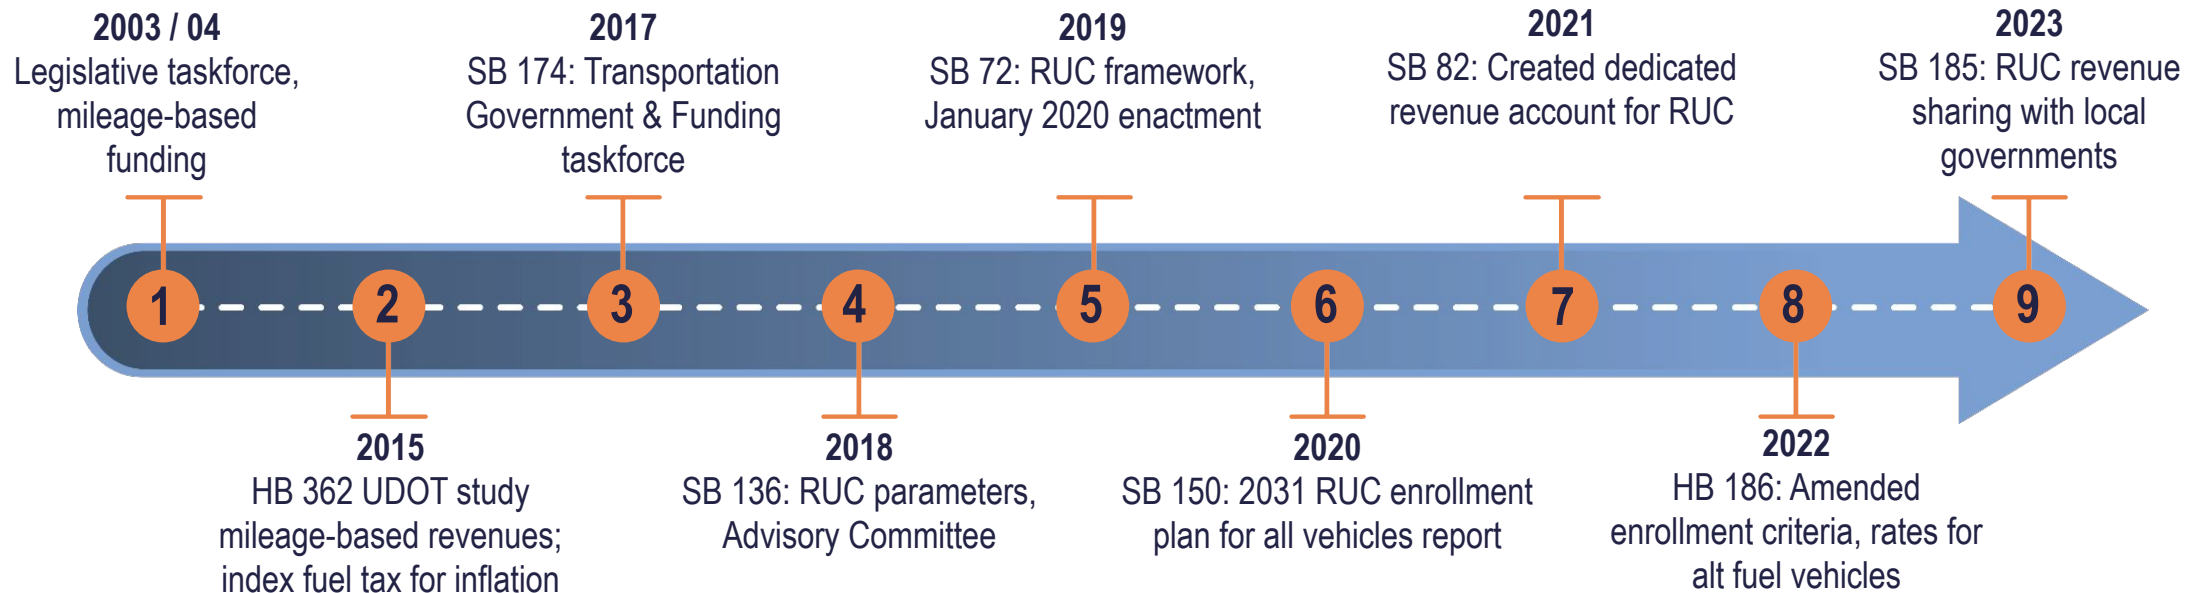 2003 / 04
Legislative taskforce,
mileage-based
funding
2017
SB 174: Transportation
Government & Funding
taskforce
2019
SB 72: RUC framework,
January 2020 enactment
2021
SB 82: Created dedicated
revenue account for RUC
2023
SB 185: RUC revenue
sharing with local
governments
1
2
3
4
5
6
7
8
9
2015
HB 362 UDOT study
mileage-based revenues;
index fuel tax for inflation
2018
SB 136: RUC parameters,
Advisory Committee
2020
SB 150: 2031 RUC enrollment
plan for all vehicles report
2022
HB 186: Amended
enrollment criteria, rates for
alt fuel vehicles